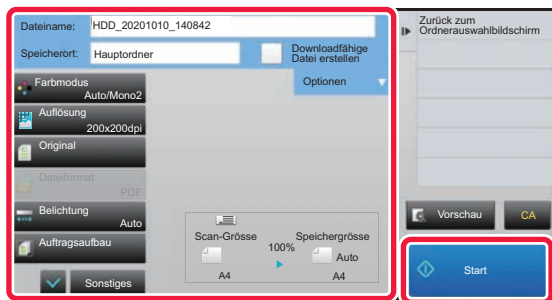 Dateiname:
HDD_20201010_140842
Speicherort:
Hauptordner
Downloadfähige
Datei erstellen
Optionen
Farbmodus
Auto/Mono2
Auflösung
200x200dpi
Original
Dateiformat
PDF
Belichtung
Auto
Auftragsaufbau
Sonstiges
Scan-Grösse
A4
100%
Speichergrösse
Auto
A4
Zurück zum
Ordnerauswahlbildschirm
Vorschau
CA
Start